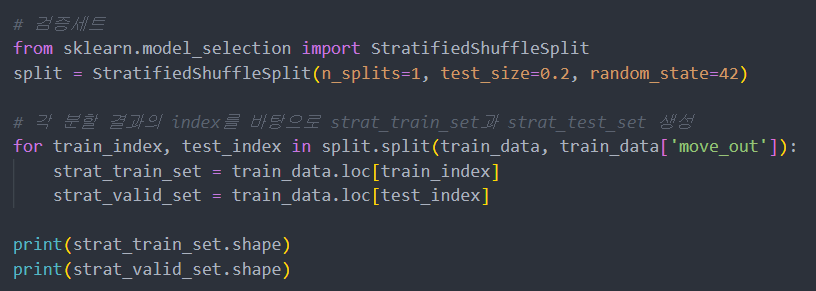 # 검증세트
from sklearn.model_selection import StratifiedShuffleSplit
split = StratifiedShuffleSplit(n_splits=1, test_size=0.2, random_state=42)
# 각 분할 결과의 index를 바탕으로 strat_train_set과 strat_test_set 생성
for train_index, test_index in split.split(train_data, train_data['move_out']):
    strat_train_set = train_data.loc[train_index]
    strat_valid_set = train_data.loc[test_index]
print(strat_train_set.shape)
print(strat_valid_set.shape)